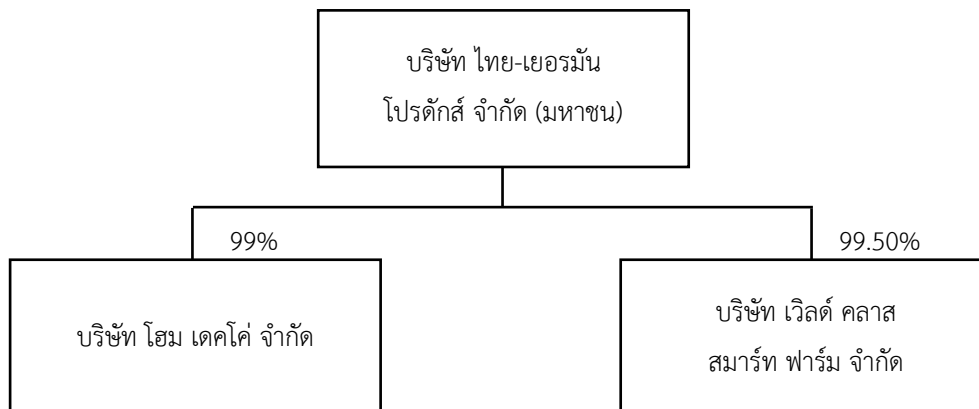 บริษัท ไทย-เยอรมัน
โปรดักส์ จำกัด (มหาชน)
99%
99.50%
บริษัท โฮม เดคโค่ จำกัด
บริษัท เวิลด์ คลาส
สมาร์ท ฟาร์ม จำกัด